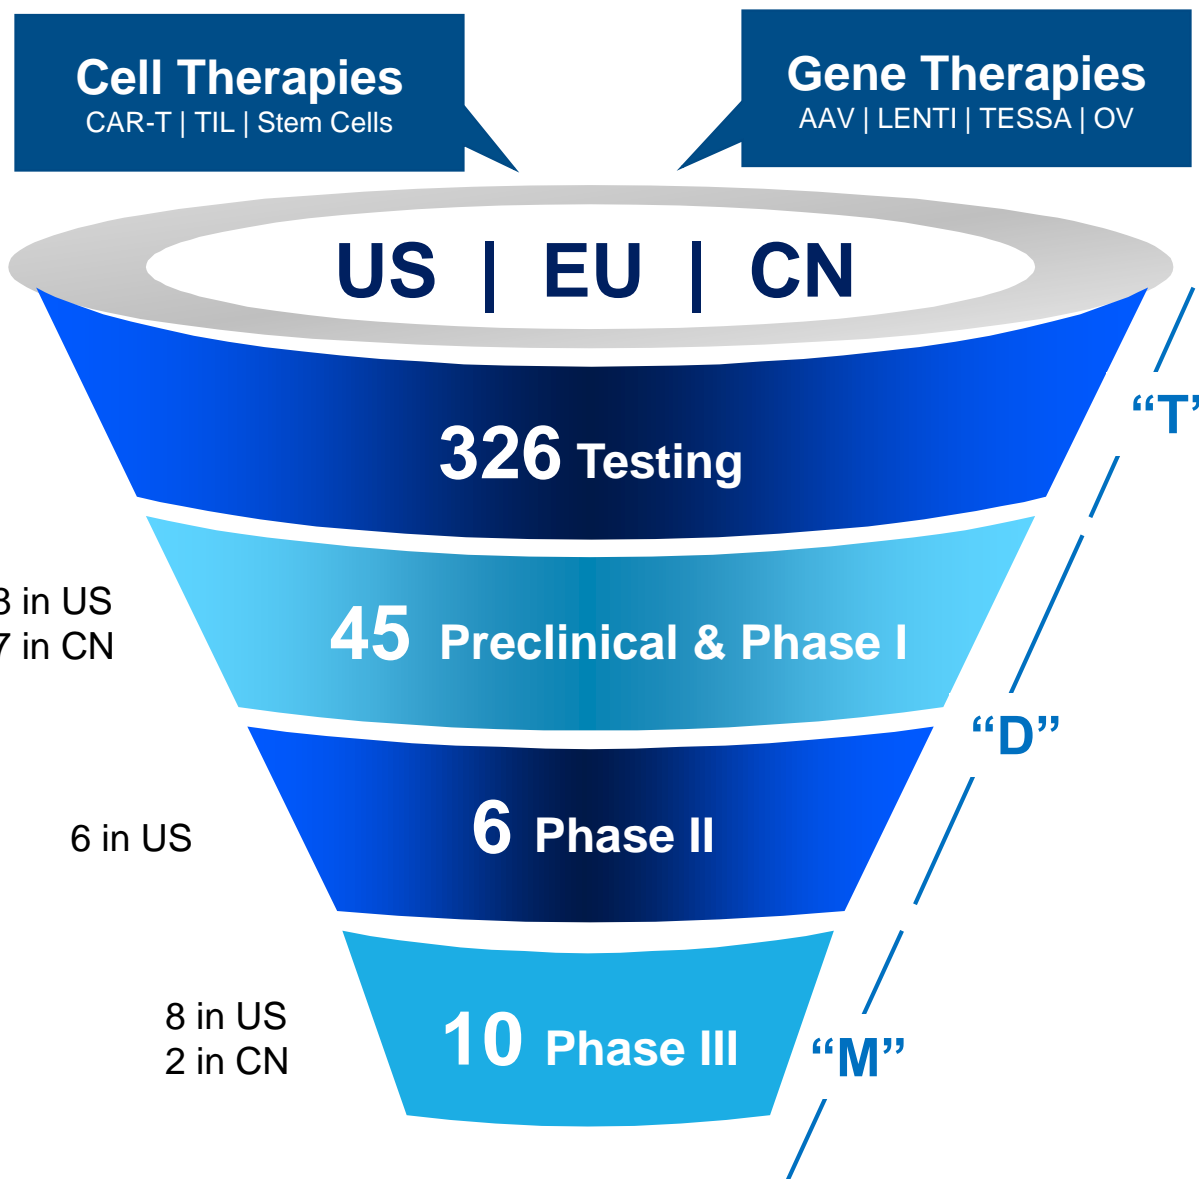 Cell Therapies
CAR-T | TIL | Stem Cells
Gene Therapies
AAV | LENTI | TESSA | OV
US | EU | CN
326 Testing
“T”
in US
in CN
45 Preclinical & Phase I
“D”
6 in US
6 Phase II
8 in US
2 in CN
10 Phase III
“M”